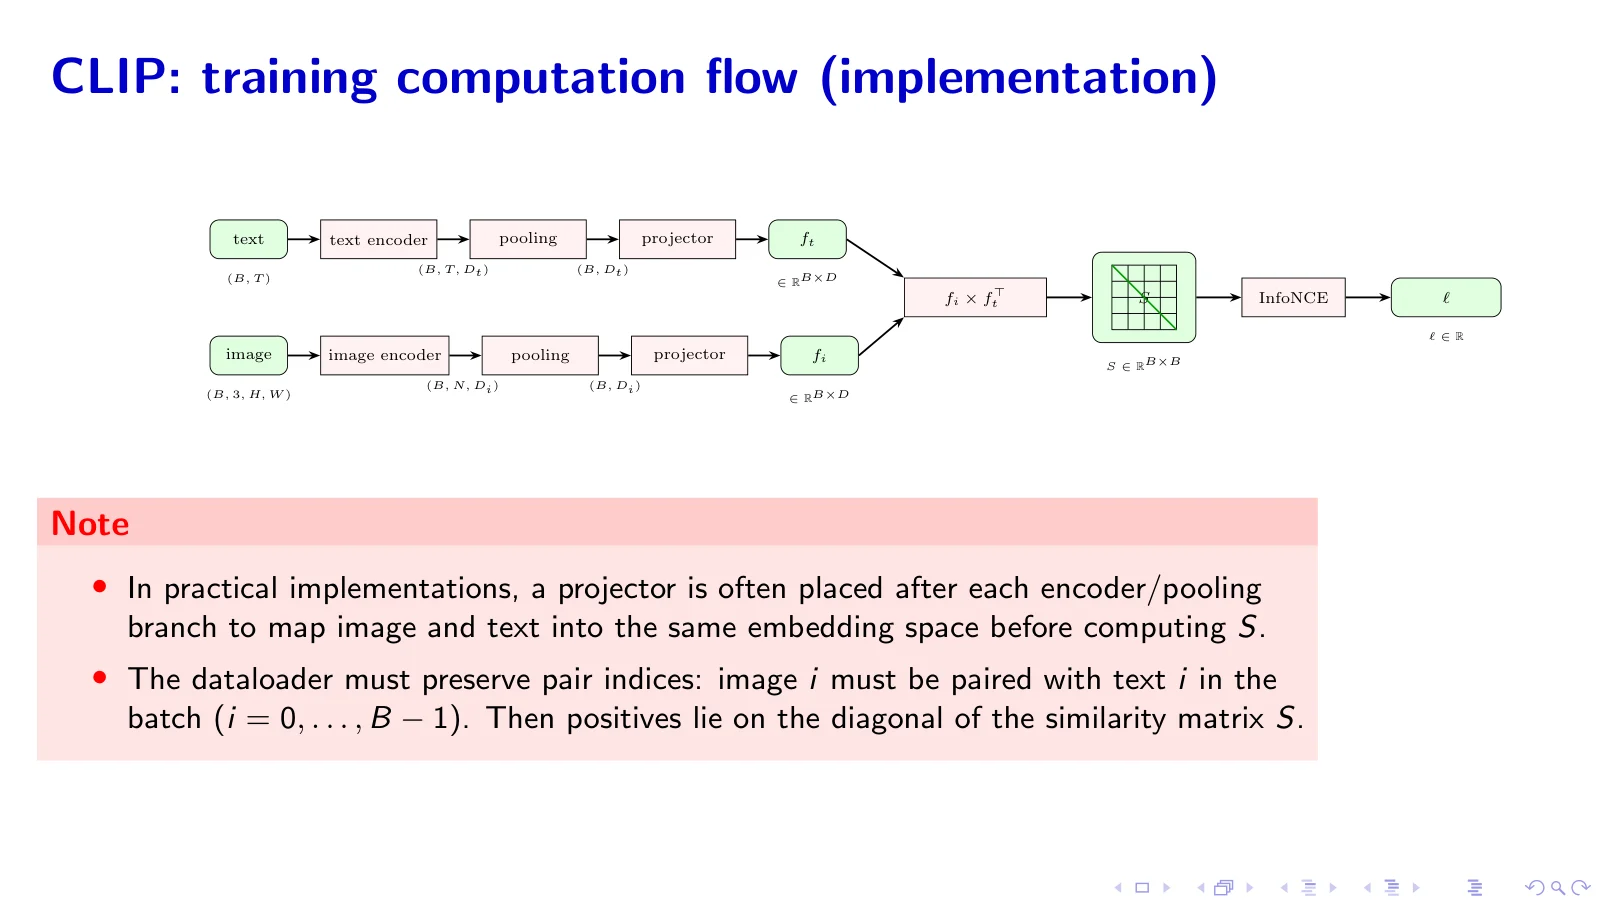 CLIP: training computation flow (implementation)
text
text encoder
pooling
projector
f_t
(B, T)
(B, T, D_t)
(B, D_t)
∈ ℝ^{B×D}
f_i × f_t^⊤
S
InfoNCE
ℓ
S ∈ ℝ^{B×B}
ℓ ∈ ℝ
image
image encoder
pooling
projector
f_i
(B, 3, H, W)
(B, N, D_i)
(B, D_i)
∈ ℝ^{B×D}
Note
• In practical implementations, a projector is often placed after each encoder/pooling
branch to map image and text into the same embedding space before computing S.
• The dataloader must preserve pair indices: image i must be paired with text i in the
batch (i = 0, . . . , B − 1). Then positives lie on the diagonal of the similarity matrix S.